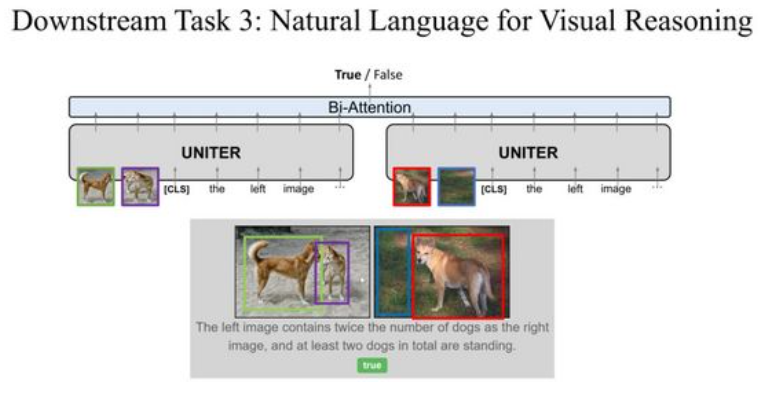 Downstream Task 3: Natural Language for Visual Reasoning
True / False
Bi-Attention
UNITER UNITER
[CLS] the left image ... [CLS] the left image ...
The left image contains twice the number of dogs as the right
image, and at least two dogs in total are standing.
true